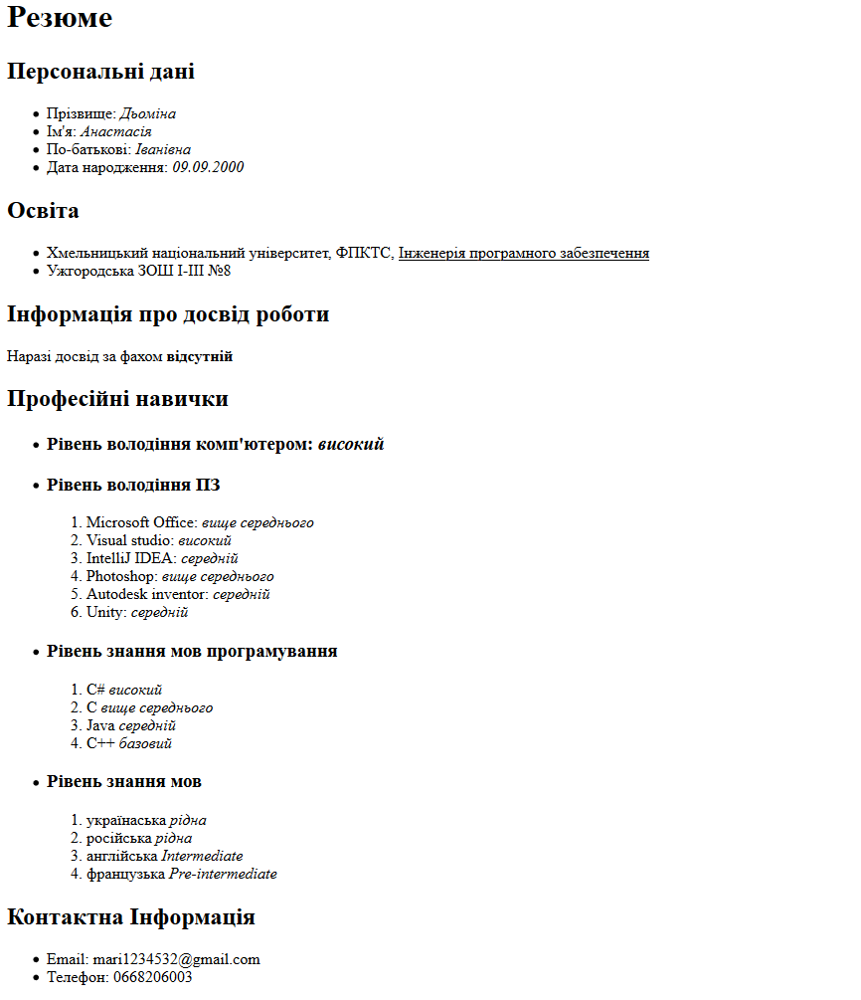 Резюме
Персональні дані
Прізвище: Дьоміна
Ім'я: Анастасія
По-батькові: Іванівна
Дата народження: 09.09.2000
Освіта
Хмельницький національний університет, ФПКТС, Інженерія програмного забезпечення
Ужгородська ЗОШ І-ІІІ №8
Інформація про досвід роботи
Наразі досвід за фахом відсутній
Професійні навички
Рівень володіння комп'ютером: високий
Рівень володіння ПЗ
1. Microsoft Office: вище середнього
2. Visual studio: високий
3. IntelliJ IDEA: середній
4. Photoshop: вище середнього
5. Autodesk inventor: середній
6. Unity: середній
Рівень знання мов програмування
1. C# високий
2. C вище середнього
3. Java середній
4. C++ базовий
Рівень знання мов
1. українаська рідна
2. російська рідна
3. англійська Intermediate
4. французька Pre-intermediate
Контактна Інформація
Email: mari1234532@gmail.com
Телефон: 0668206003